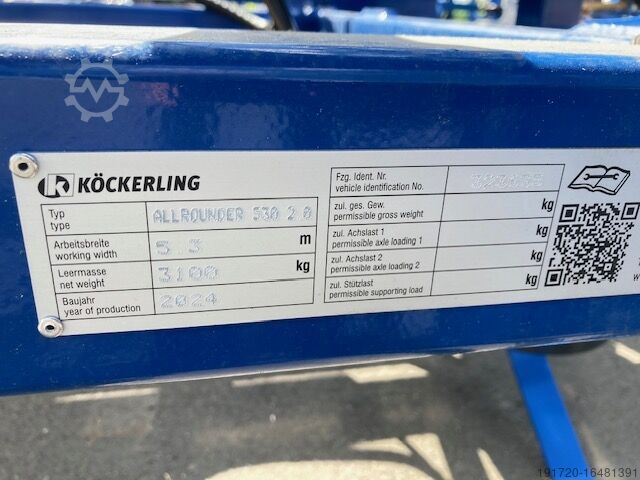 KÖCKERLING
Typ
type
ALLROUNDER 530 2 0
Arbeitsbreite
working width
5.3
m
Leermasse
net weight
3100
kg
Baujahr
year of production
2024
Fzg. Ident. Nr.
vehicle identification No.
zul. ges. Gew.
permissible gross weight
kg
zul. Achslast 1
permissible axle loading 1
kg
zul. Achslast 2
permissible axle loading 2
kg
zul. Stützlast
permissible supporting load
kg
191720-16481391